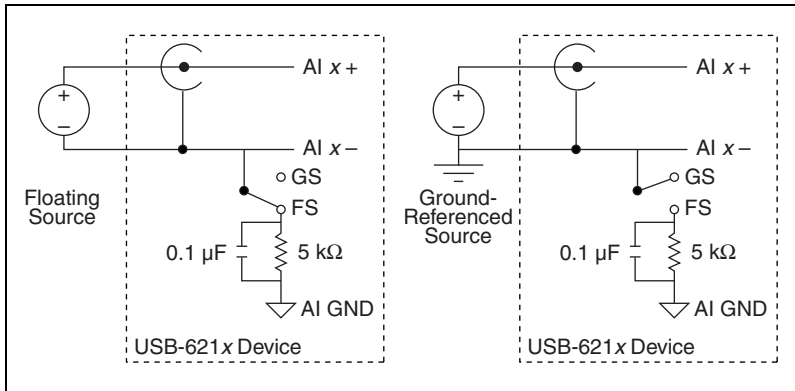 +
–
AI x +
AI x –
GS
FS
Floating
Source
0.1 µF
5 kΩ
AI GND
USB-621x Device
+
–
AI x +
AI x –
GS
FS
Ground-
Referenced
Source
0.1 µF
5 kΩ
AI GND
USB-621x Device